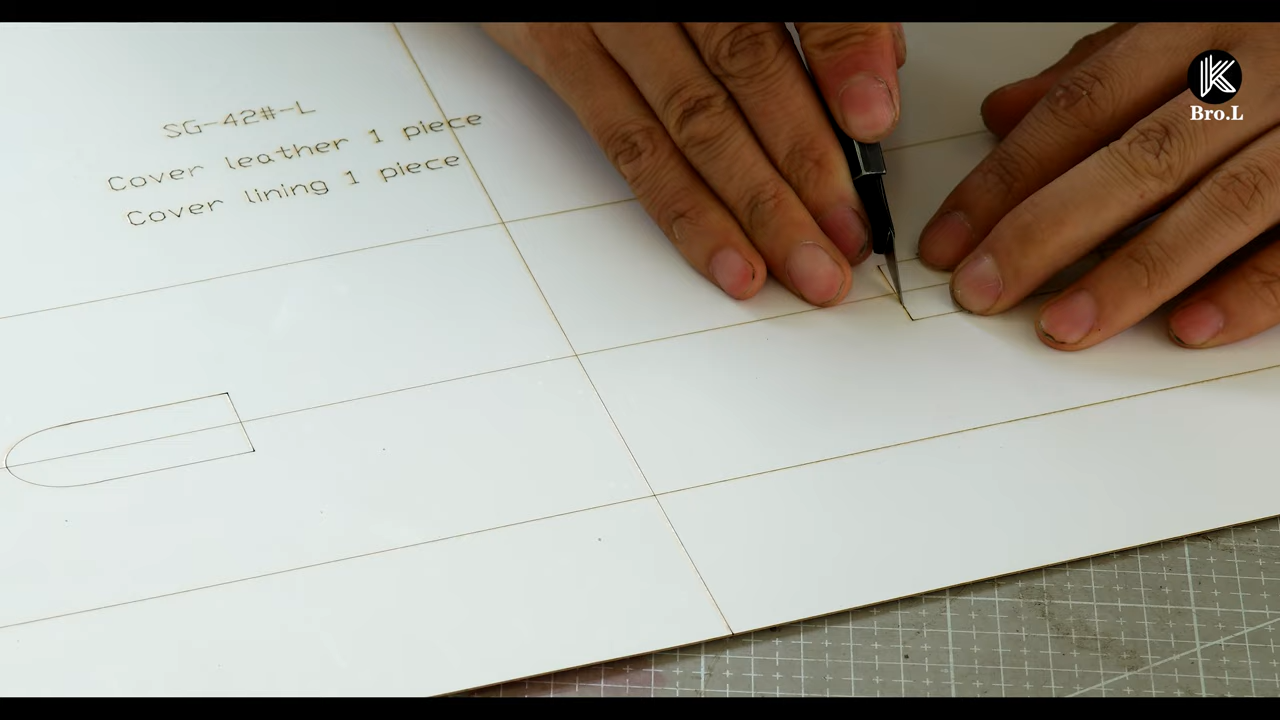 SG-42#-L
Cover leather 1 piece
Cover lining 1 piece
K
Bro.L